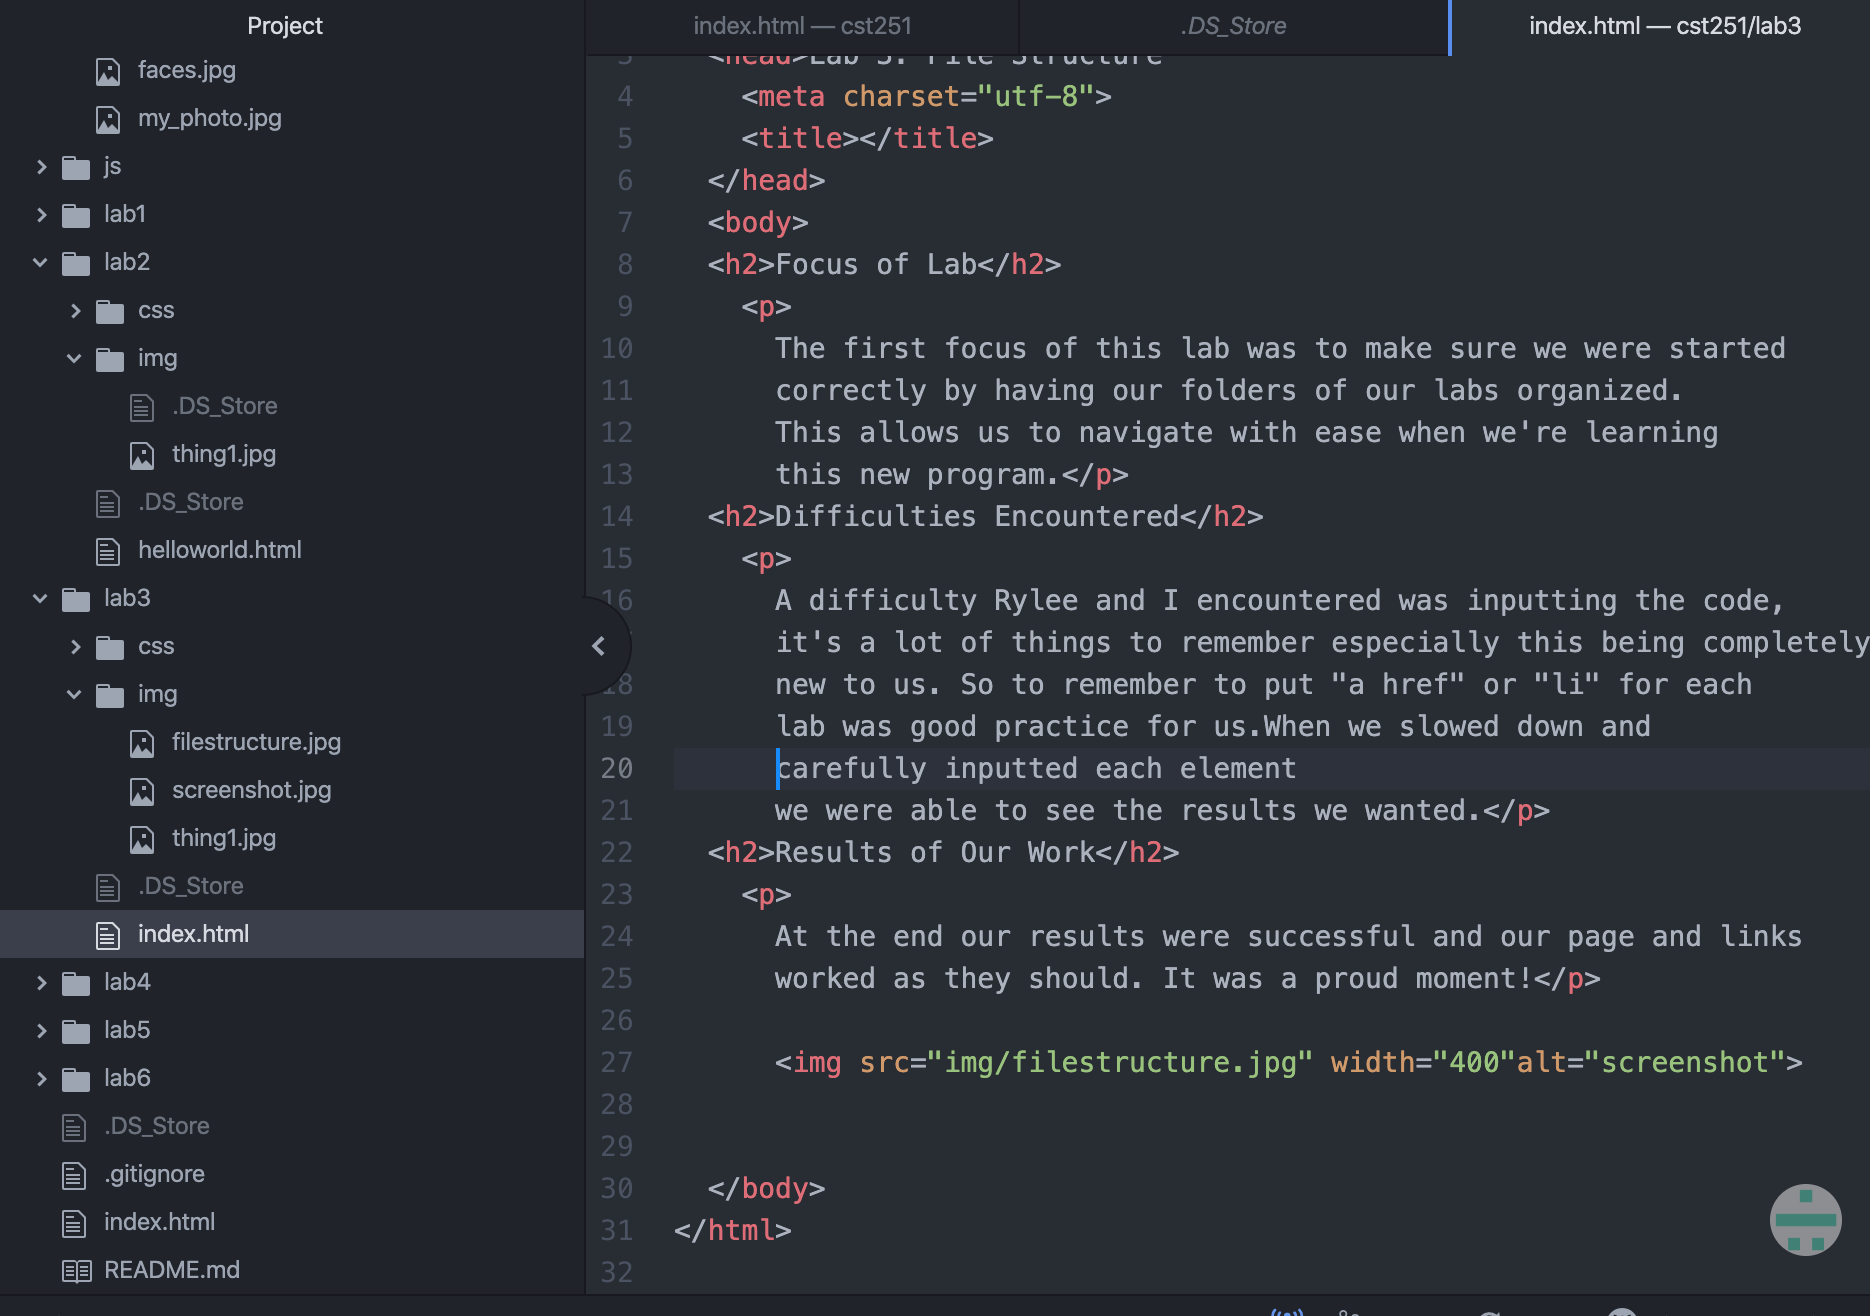 Project
faces.jpg
my_photo.jpg
js
lab1
lab2
css
img
.DS_Store
thing1.jpg
.DS_Store
helloworld.html
lab3
css
img
filestructure.jpg
screenshot.jpg
thing1.jpg
.DS_Store
index.html
lab4
lab5
lab6
.DS_Store
.gitignore
index.html
README.md
index.html — cst251
.DS_Store
index.html — cst251/lab3
3 <head>Lab 3: File Structure
4 <meta charset="utf-8">
5 <title></title>
6 </head>
7 <body>
8 <h2>Focus of Lab</h2>
9 <p>
10 The first focus of this lab was to make sure we were started
11 correctly by having our folders of our labs organized.
12 This allows us to navigate with ease when we're learning
13 this new program.</p>
14 <h2>Difficulties Encountered</h2>
15 <p>
16 A difficulty Rylee and I encountered was inputting the code,
it's a lot of things to remember especially this being completely
18 new to us. So to remember to put "a href" or "li" for each
19 lab was good practice for us.When we slowed down and
20 carefully inputted each element
21 we were able to see the results we wanted.</p>
22 <h2>Results of Our Work</h2>
23 <p>
24 At the end our results were successful and our page and links
25 worked as they should. It was a proud moment!</p>
26
27 <img src="img/filestructure.jpg" width="400"alt="screenshot">
28
29
30 </body>
31 </html>
32